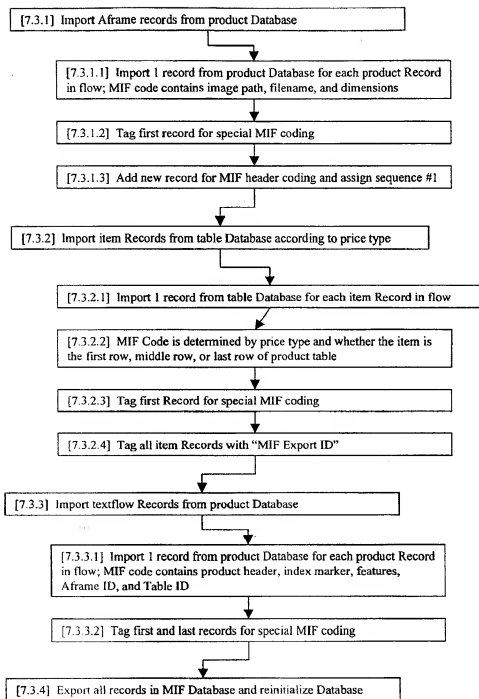 [7.3.1] Import Aframe records from product Database
[7.3.1.1] Import 1 record from product Database for each product Record
in flow; MIF code contains image path, filename, and dimensions
[7.3.1.2] Tag first record for special MIF coding
[7.3.1.3] Add new record for MIF header coding and assign sequence #1
[7.3.2] Import item Records from table Database according to price type
[7.3.2.1] Import 1 record from table Database for each item Record in flow
[7.3.2.2] MIF Code is determined by price type and whether the item is
the first row, middle row, or last row of product table
[7.3.2.3] Tag first Record for special MIF coding
[7.3.2.4] Tag all item Records with “MIF Export ID”
[7.3.3] Import textflow Records from product Database
[7.3.3.1] Import 1 record from product Database for each product Record
in flow; MIF code contains product header, index marker, features,
Aframe ID, and Table ID
[7.3.3.2] Tag first and last records for special MIF coding
[7.3.4] Export all records in MIF Database and reinitialize Database